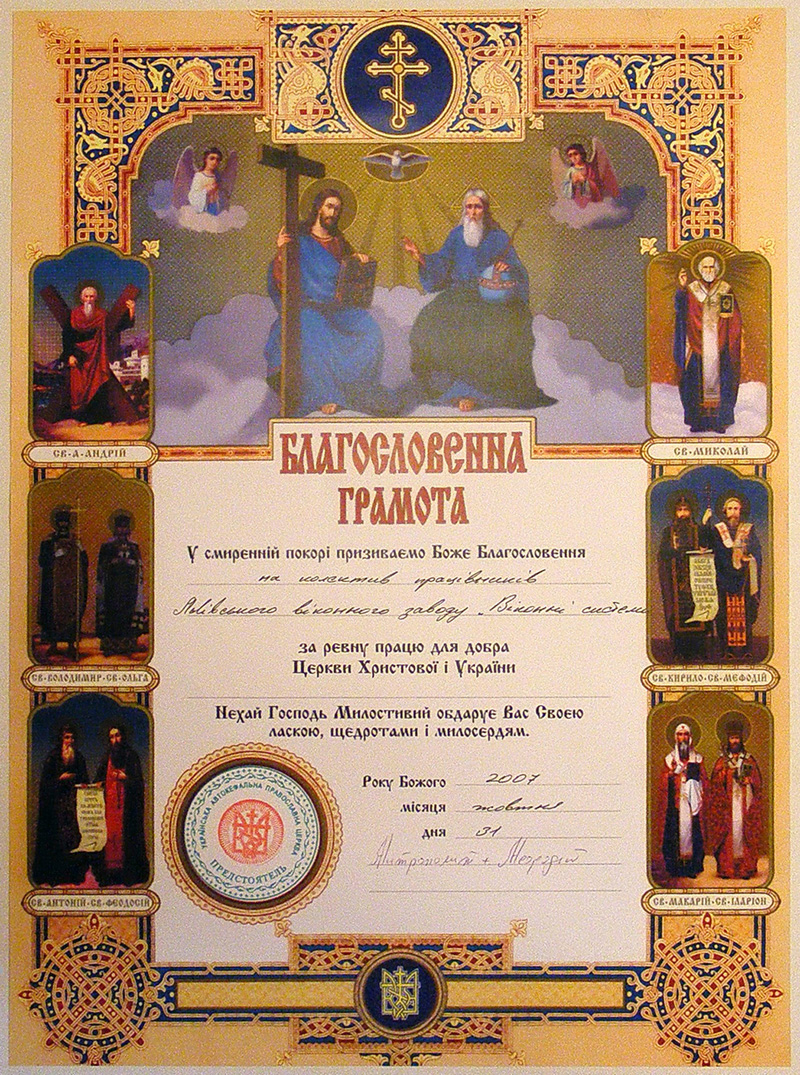 БЛАГОСЛОВЕННА
ГРАМОТА
У смиренній покорі призиваємо Боже Благословення
на колектив працівників
Львівського віконного заводу „Віконні системи
за ревну працю для добра
Церкви Христової і України
Нехай Господь Милостивий обдарує Вас Своєю
ласкою, щедротами і милосердям.
Року Божого 2007
місяця жовтня
дня 31
Митрополит + Мефодій
УКРАЇНСЬКА АВТОКЕФАЛЬНА ПРАВОСЛАВНА ЦЕРКВА
ПРЕДСТОЯТЕЛЬ
СВ·А·АНДРІЙ
СВ·ВОЛОДИМИР·СВ·ОЛЬГА
СВ·АНТОНІЙ·СВ·ФЕОДОСІЙ
СВ·МИКОЛАЙ
СВ·КИРИЛО·СВ·МЕФОДІЙ
СВ·МАКАРІЙ·СВ·ІЛАРІОН